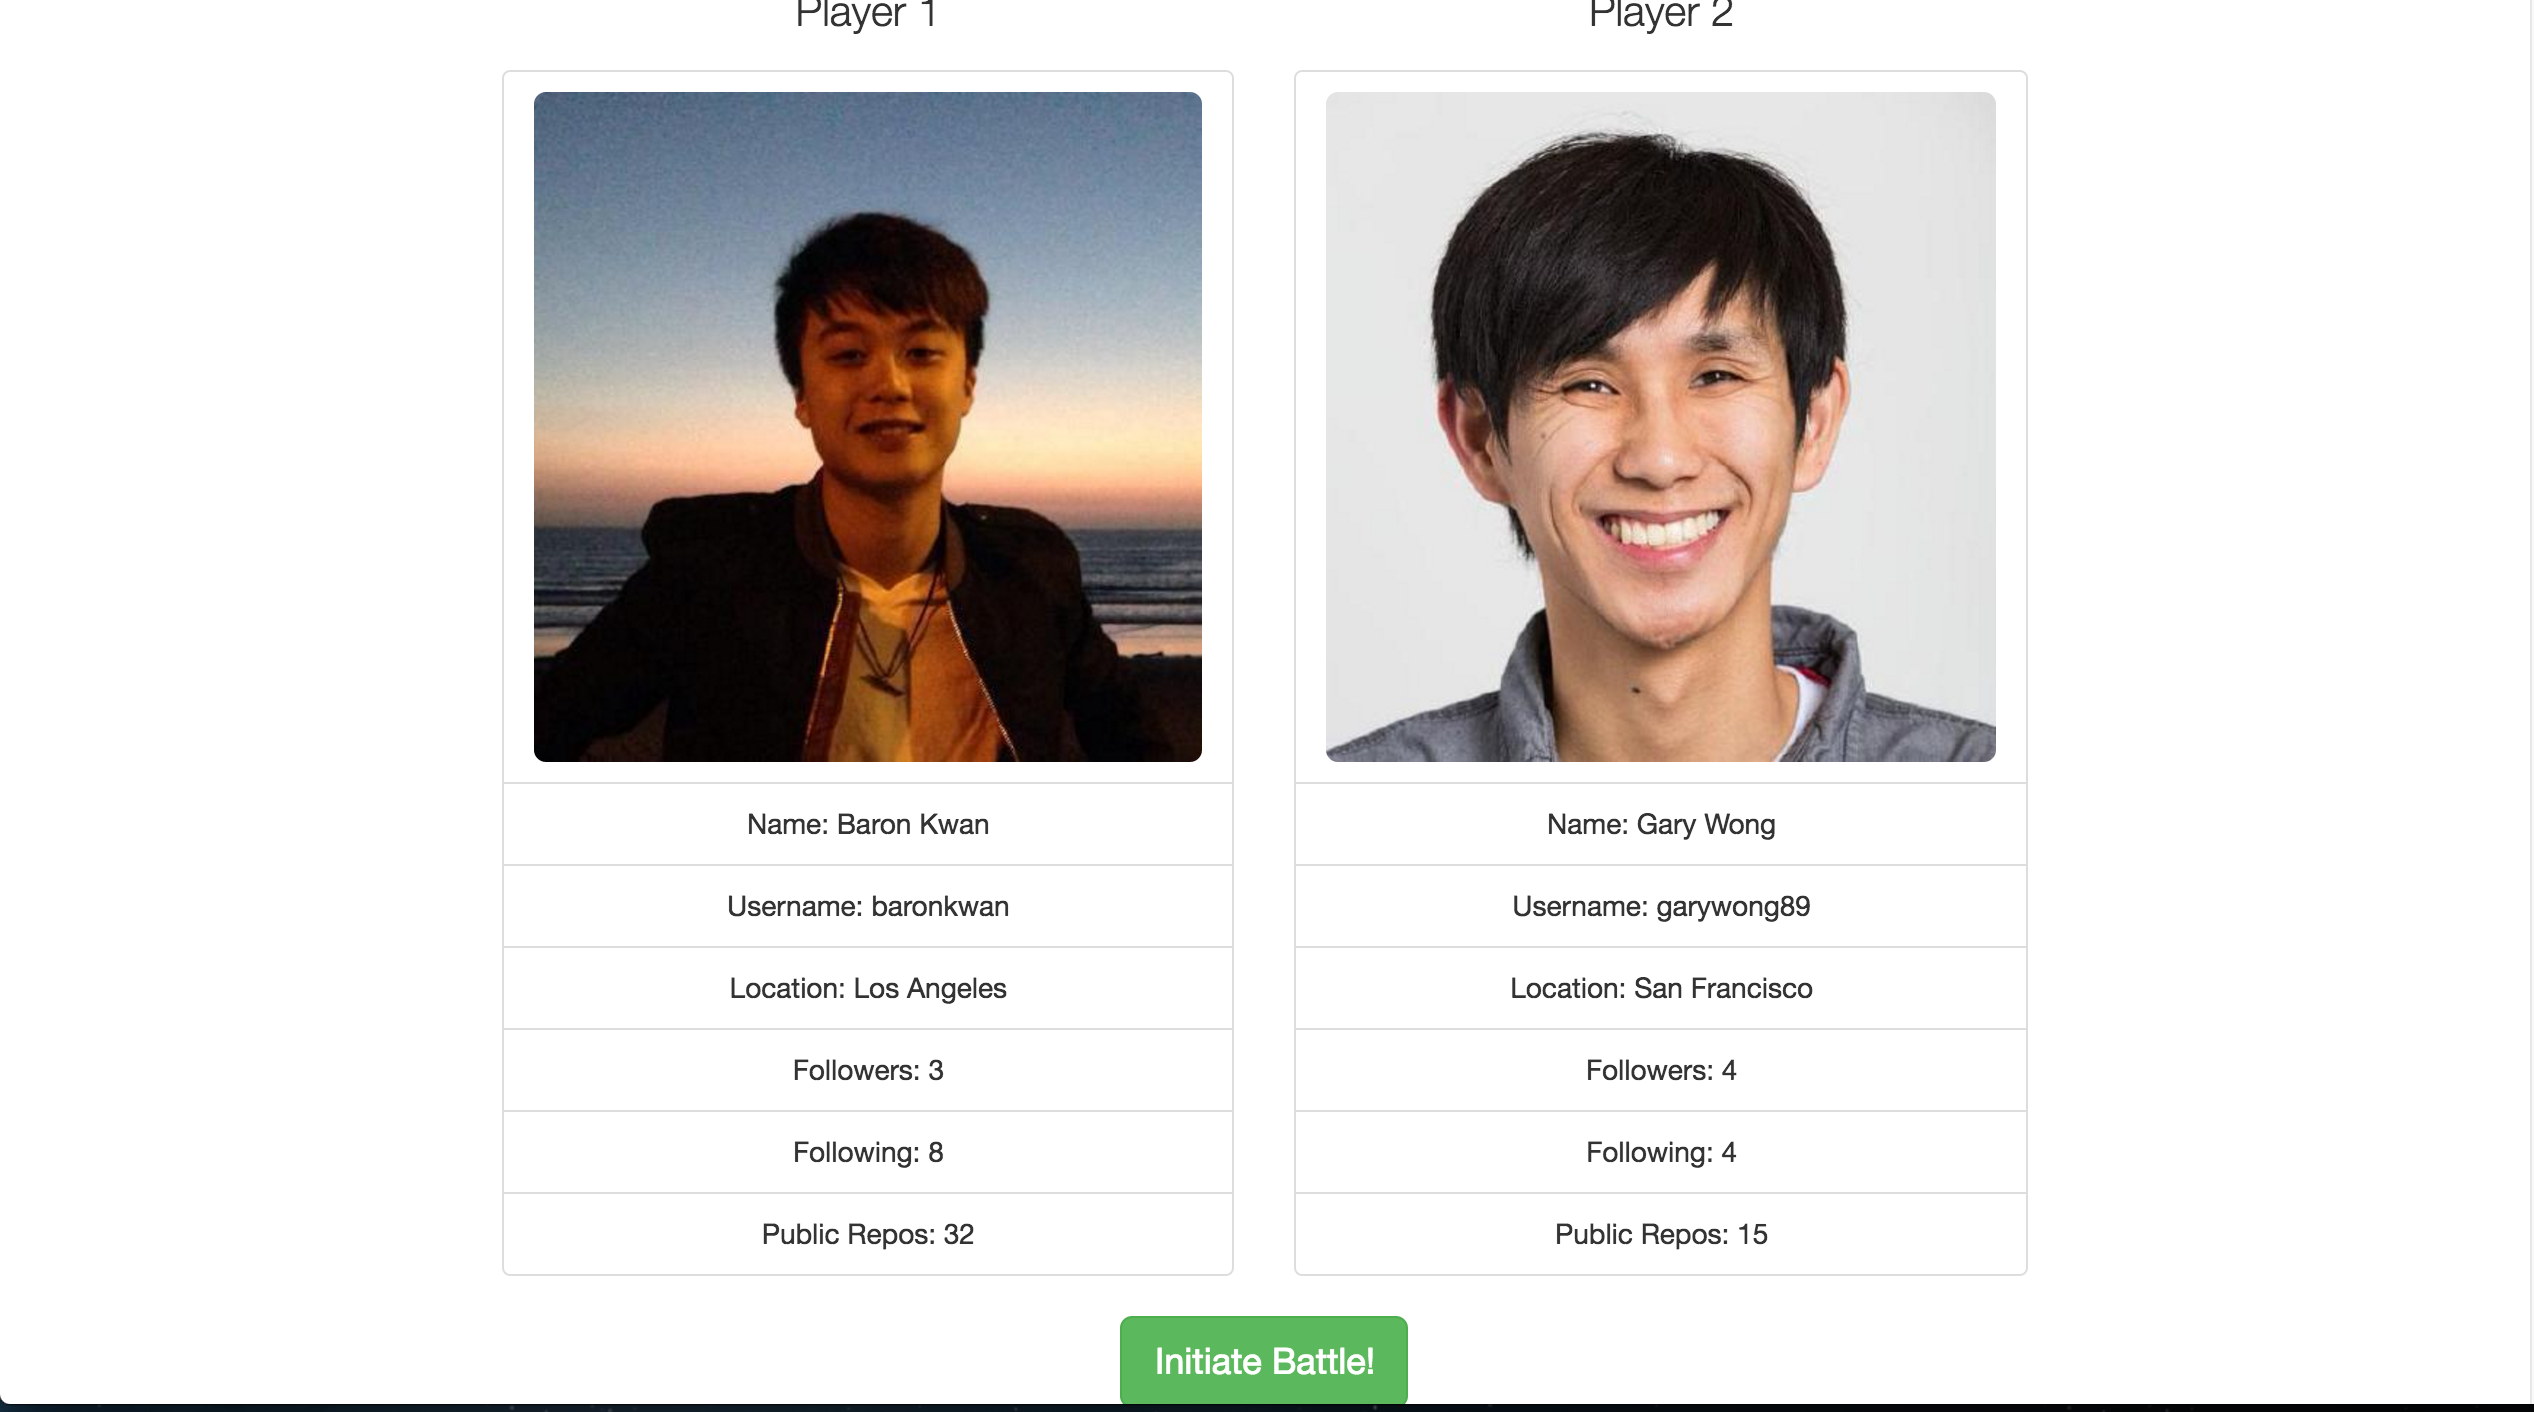 Player 1
Player 2
Name: Baron Kwan
Username: baronkwan
Location: Los Angeles
Followers: 3
Following: 8
Public Repos: 32
Name: Gary Wong
Username: garywong89
Location: San Francisco
Followers: 4
Following: 4
Public Repos: 15
Initiate Battle!